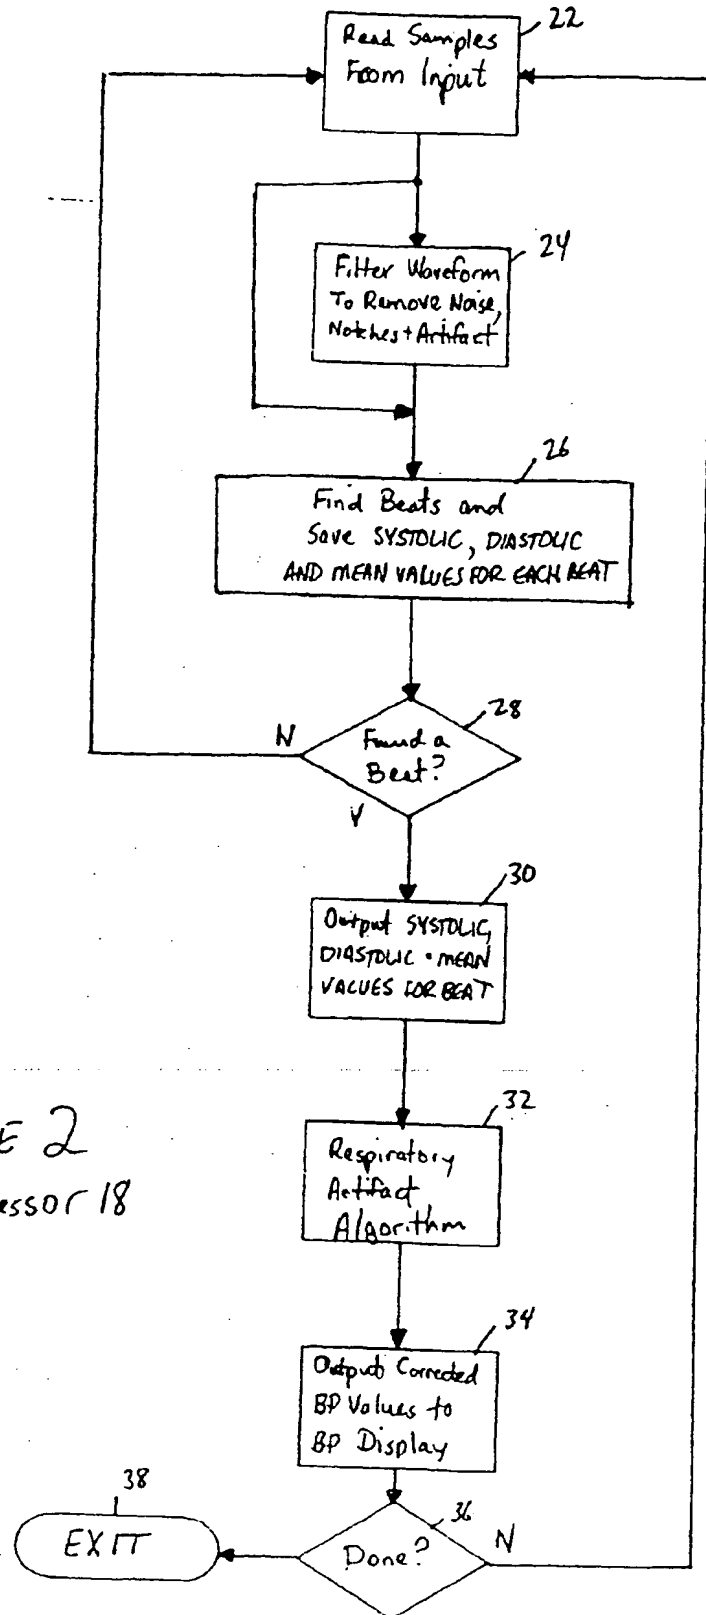 22
Read Samples
From Input
24
Filter Waveform
To Remove Noise,
Notches + Artifact
26
Find Beats and
Save SYSTOLIC, DIASTOLIC
AND MEAN VALUES FOR EACH BEAT
28
Found a
Beat?
N
Y
30
Output SYSTOLIC,
DIASTOLIC + MEAN
VALUES FOR BEAT
E 2
essor 18
32
Respiratory
Artifact
Algorithm
34
Output Corrected
BP Values to
BP Display
38
EXIT
36
Done?
N